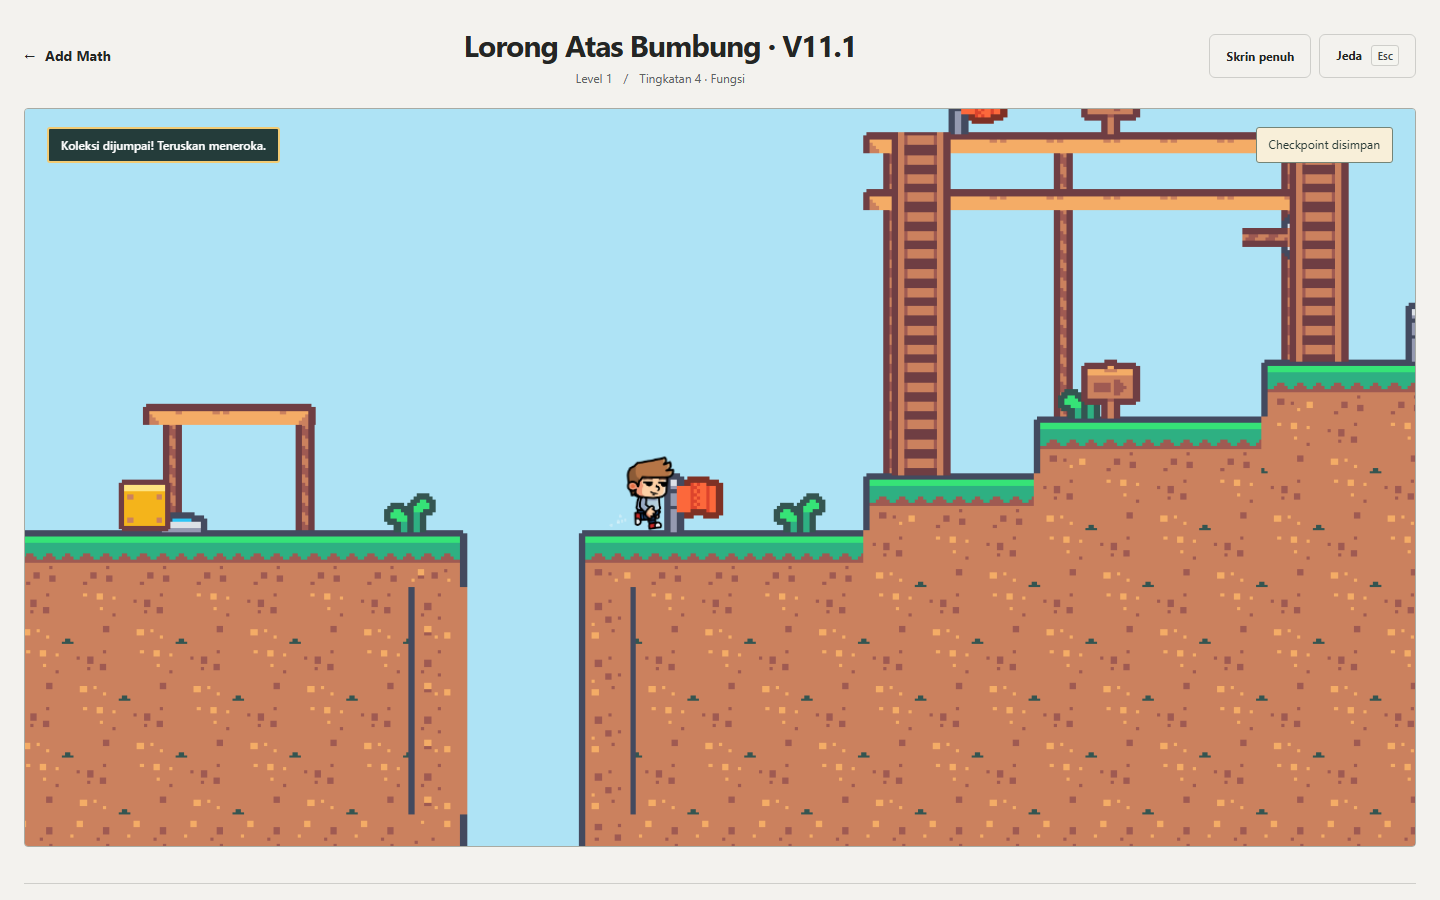 ← Add Math
Lorong Atas Bumbung · V11.1
Level 1 / Tingkatan 4 · Fungsi
Skrin penuh
Jeda Esc
Koleksi dijumpai! Teruskan meneroka.
Checkpoint disimpan